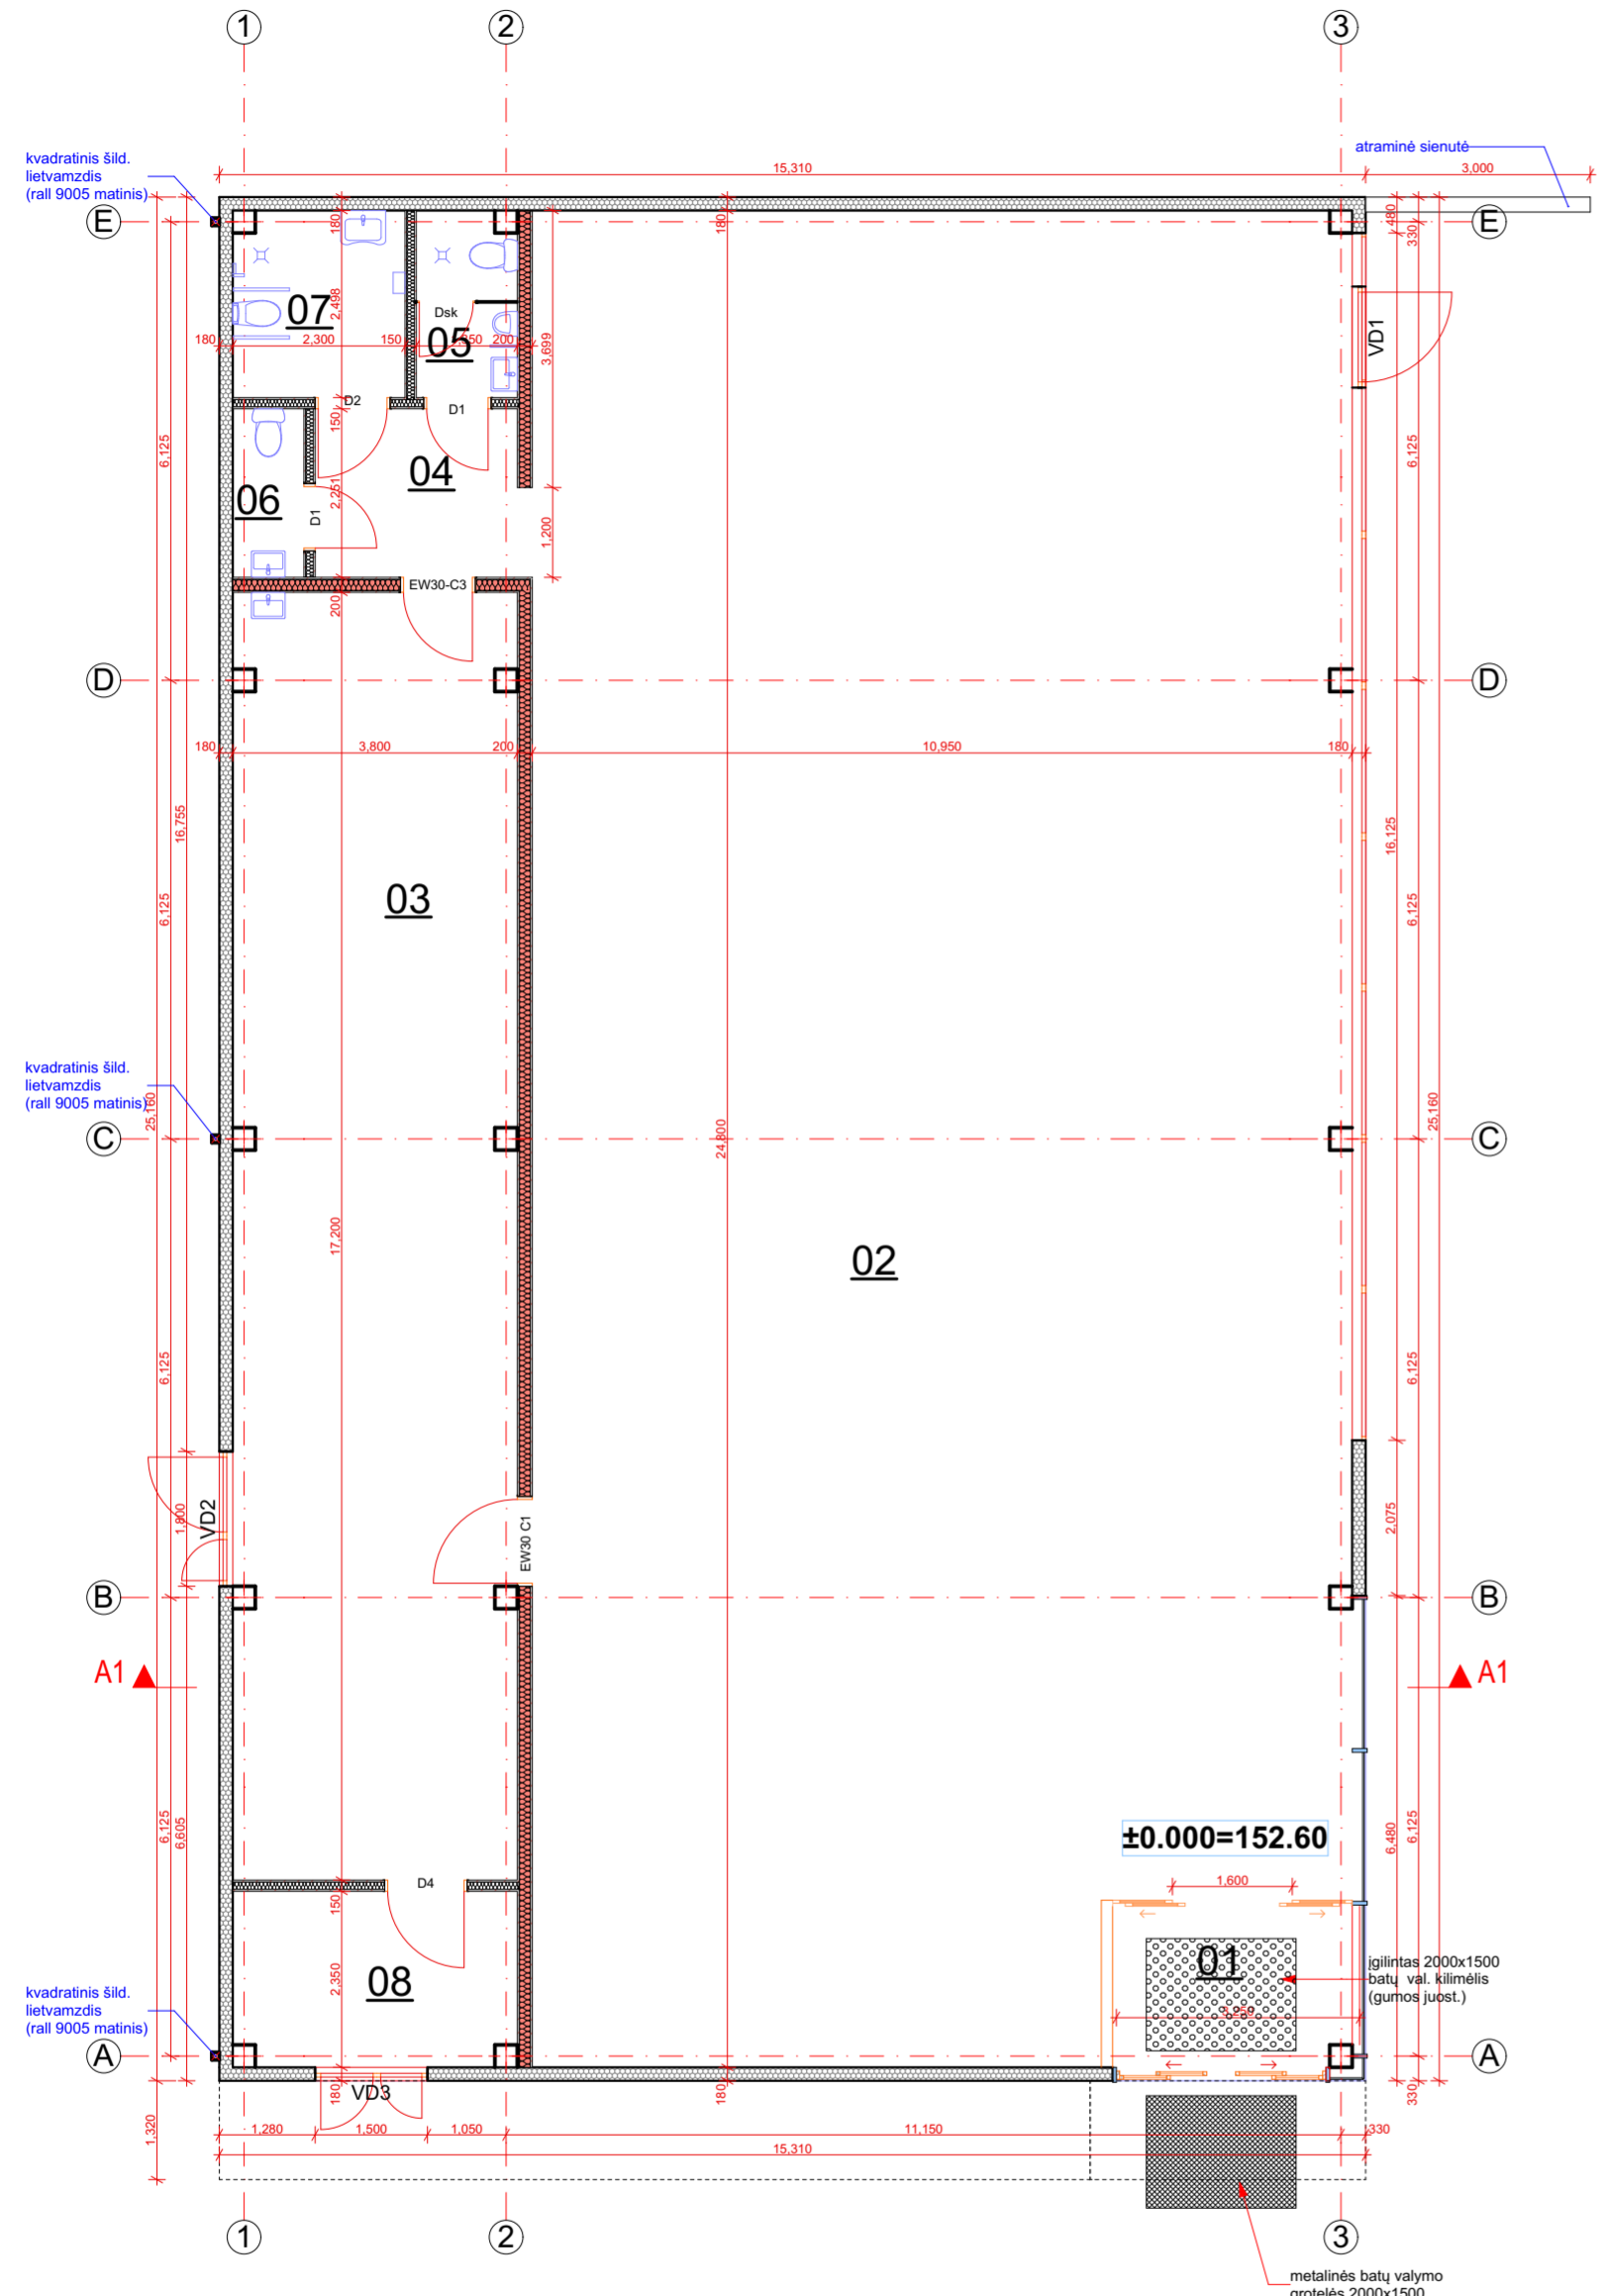 1
2
3
kvadratinis šild.
lietvamzdis
(rall 9005 matinis)
atraminė sienutė
15,310
3,000
E
E
180
180
480
330
07
2,498
Dsk
05
180
2,300
150
200
3,699
VD1
D2
D1
150
04
6,125
6,125
06
2,251
D1
1,200
EW30-C3
200
D
D
180
3,800
200
10,950
180
16,755
16,125
03
6,125
6,125
kvadratinis šild.
lietvamzdis
(rall 9005 matinis)
25,160
25,160
C
C
24,800
17,200
02
6,125
6,125
VD2
1,800
EW30 C1
2,075
B
B
A1
A1
±0.000=152.60
6,125
6,605
6,480
6,125
1,600
D4
150
01
įgilintas 2000x1500
batų val. kilimėlis
(gumos juost.)
2,350
08
3,250
kvadratinis šild.
lietvamzdis
(rall 9005 matinis)
A
A
180
VD3
180
330
1,320
1,280
1,500
1,050
11,150
330
15,310
1
2
3
metalinės batų valymo
grotelės 2000x1500